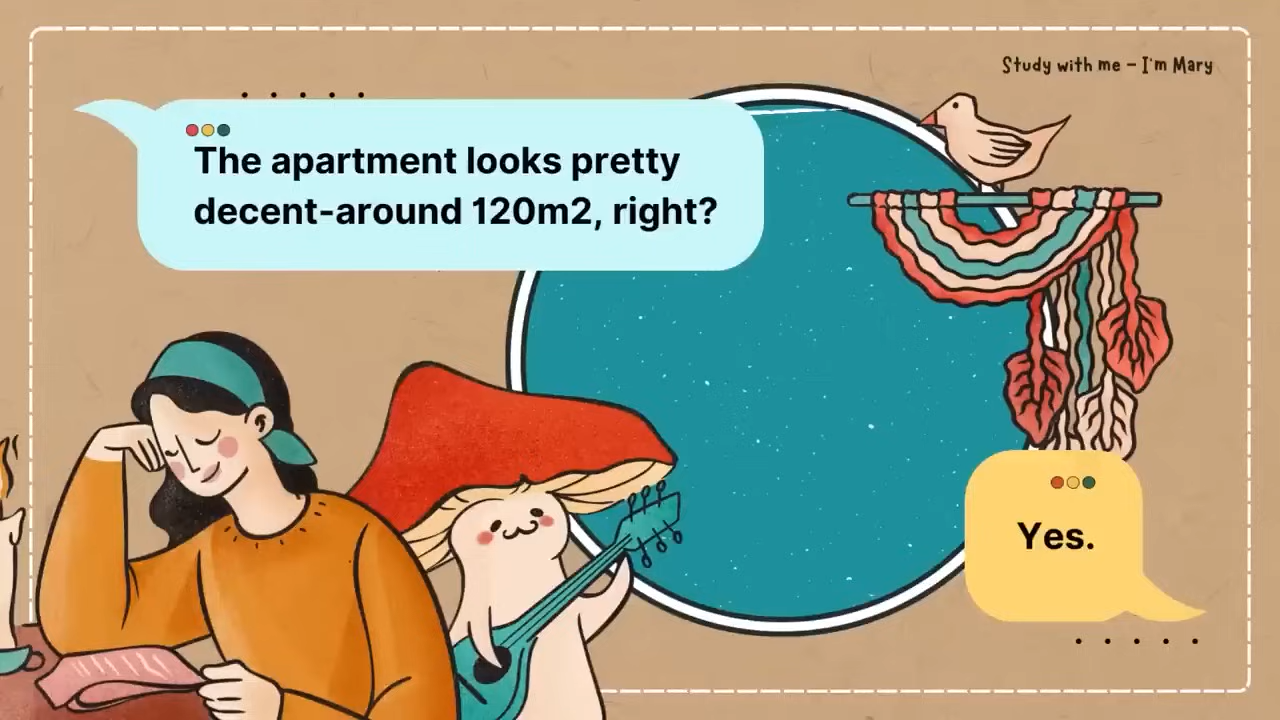 Study with me - I'm Mary
The apartment looks pretty
decent-around 120m2, right?
Yes.